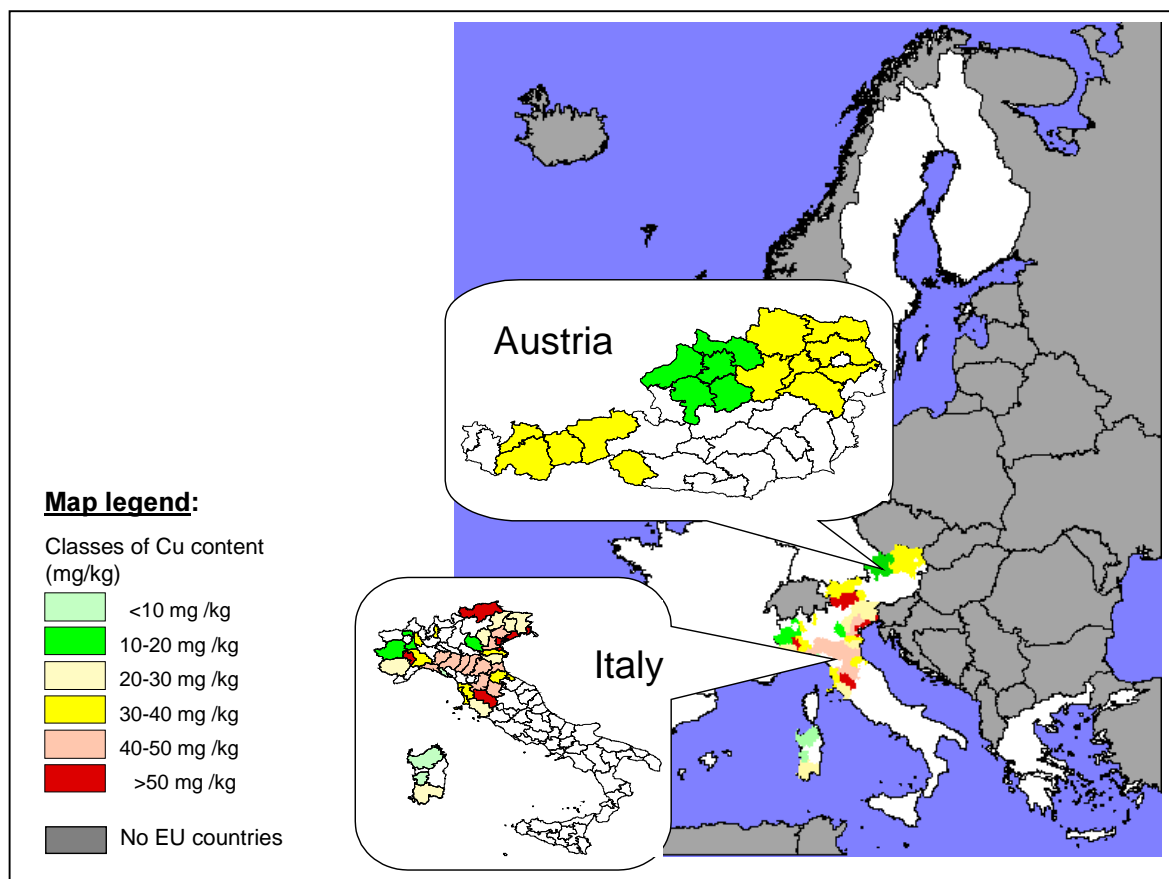 Austria
Map legend:
Classes of Cu content
(mg/kg)
<10 mg /kg
10-20 mg /kg
20-30 mg /kg
30-40 mg /kg
40-50 mg /kg
>50 mg /kg
No EU countries
Italy